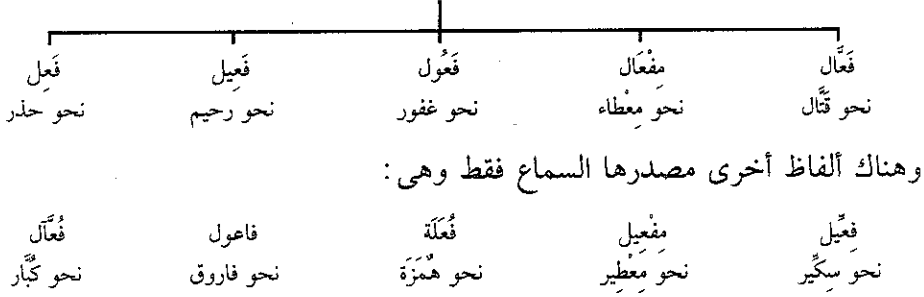 فَعَّال مِفْعَال فَعُول فَعِيل فَعِل
نحو قَتَّال نحو مِعْطاء نحو غفور نحو رحيم نحو حذر
وهناك ألفاظ أخرى مصدرها السماع فقط وهى :
فِعِّيل مِفْعِيل فُعَلَة فاعول فُعَّال
نحو سِكِّير نحو مِعْطِير نحو هُمَزَة نحو فاروق نحو كُبَّار